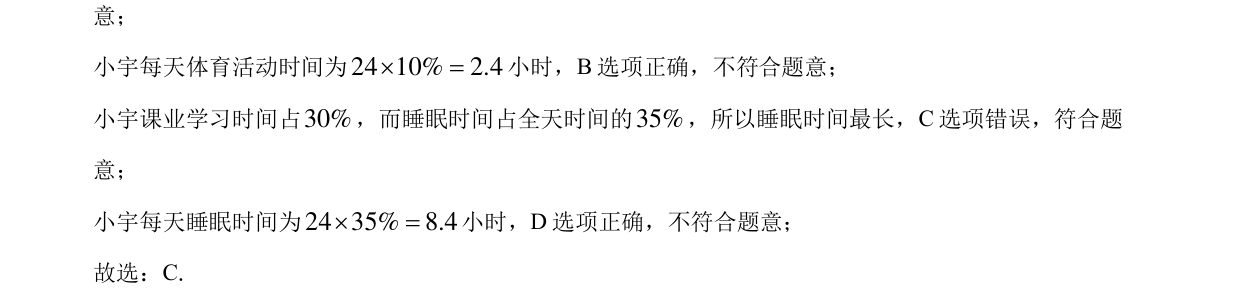 意；
小宇每天体育活动时间为24×10%＝2.4小时，B 选项正确，不符合题意；
小宇课业学习时间占30%，而睡眠时间占全天时间的35%，所以睡眠时间最长，C 选项错误，符合题
意；
小宇每天睡眠时间为24×35%＝8.4小时，D 选项正确，不符合题意；
故选：C.